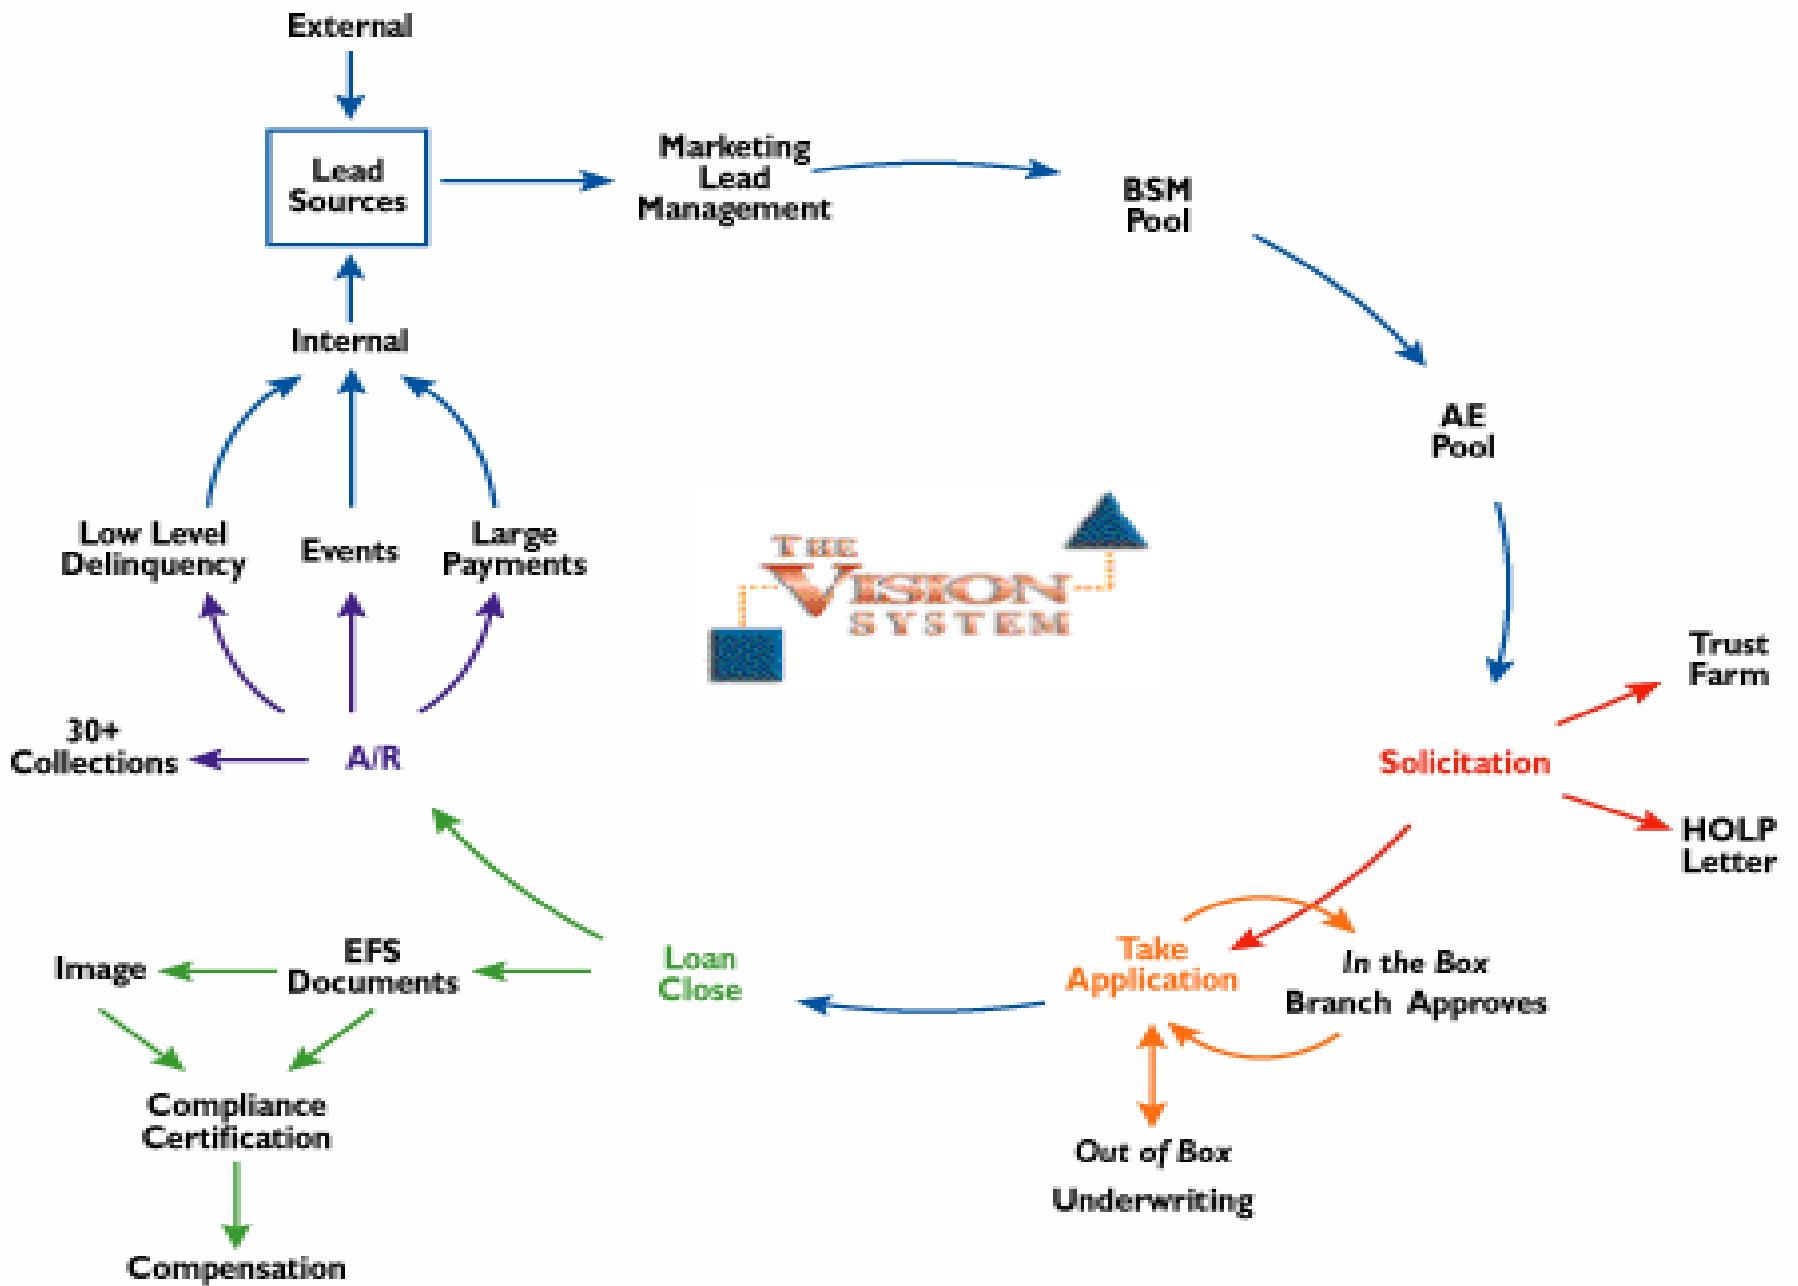 External
Lead
Sources
Marketing
Lead
Management
BSM
Pool
Internal
AE
Pool
Low Level
Delinquency
Events
Large
Payments
THE
VISION
SYSTEM
Trust
Farm
30+
Collections
A/R
Solicitation
HOLP
Letter
Image
EFS
Documents
Loan
Close
Take
Application
In the Box
Branch Approves
Compliance
Certification
Out of Box
Underwriting
Compensation